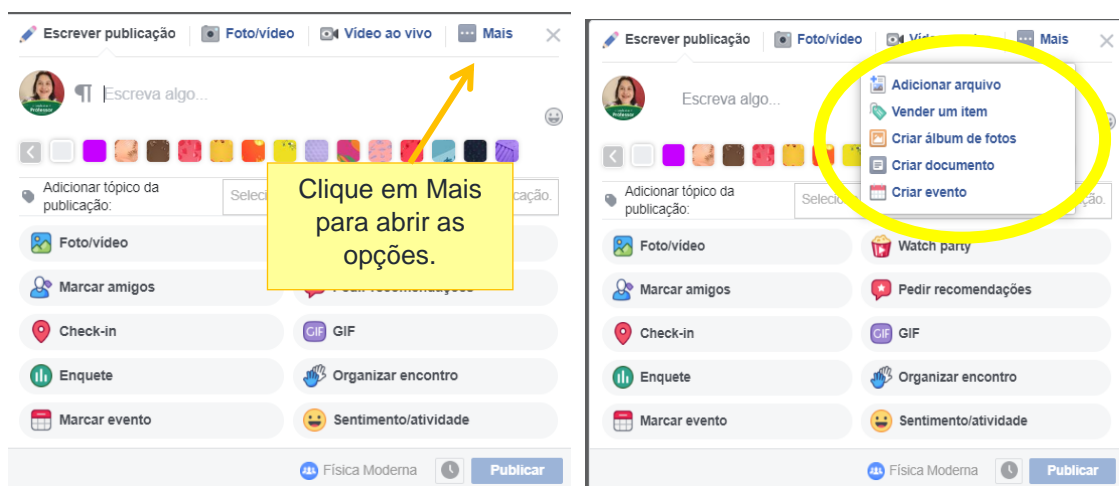 Escrever publicação Foto/vídeo Vídeo ao vivo Mais
Escreva algo...
Adicionar tópico da
publicação:
Clique em Mais
para abrir as
opções.
Foto/vídeo
Marcar amigos Pedir recomendações
Check-in GIF
Enquete Organizar encontro
Marcar evento Sentimento/atividade
Física Moderna Publicar
Escrever publicação Foto/vídeo Mais
Escreva algo...
Adicionar arquivo
Vender um item
Criar álbum de fotos
Criar documento
Criar evento
Adicionar tópico da
publicação:
Foto/vídeo Watch party
Marcar amigos Pedir recomendações
Check-in GIF GIF
Enquete Organizar encontro
Marcar evento Sentimento/atividade
Física Moderna Publicar